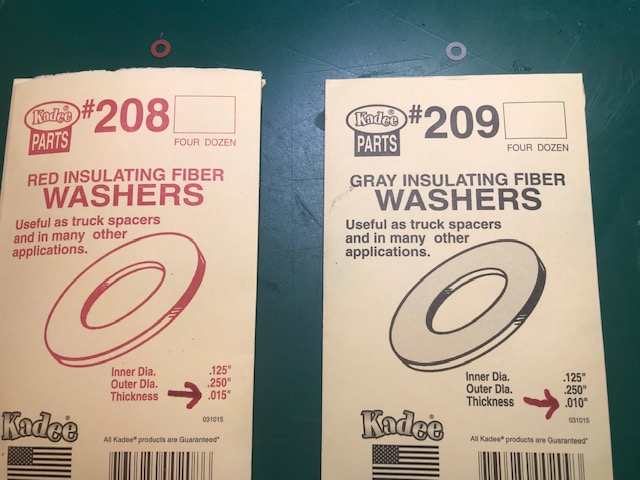 Kadee®
PARTS
#208
FOUR DOZEN
RED INSULATING FIBER
WASHERS
Useful as truck spacers
and in many other
applications.
Inner Dia. .125"
Outer Dia. .250"
Thickness .015"
031015
Kadee®
All Kadee® products are Guaranteed*
Kadee®
PARTS
#209
FOUR DOZEN
GRAY INSULATING FIBER
WASHERS
Useful as truck spacers
and in many other
applications.
Inner Dia. .125"
Outer Dia. .250"
Thickness .010"
031015
Kadee®
All Kadee® products are Guaranteed*